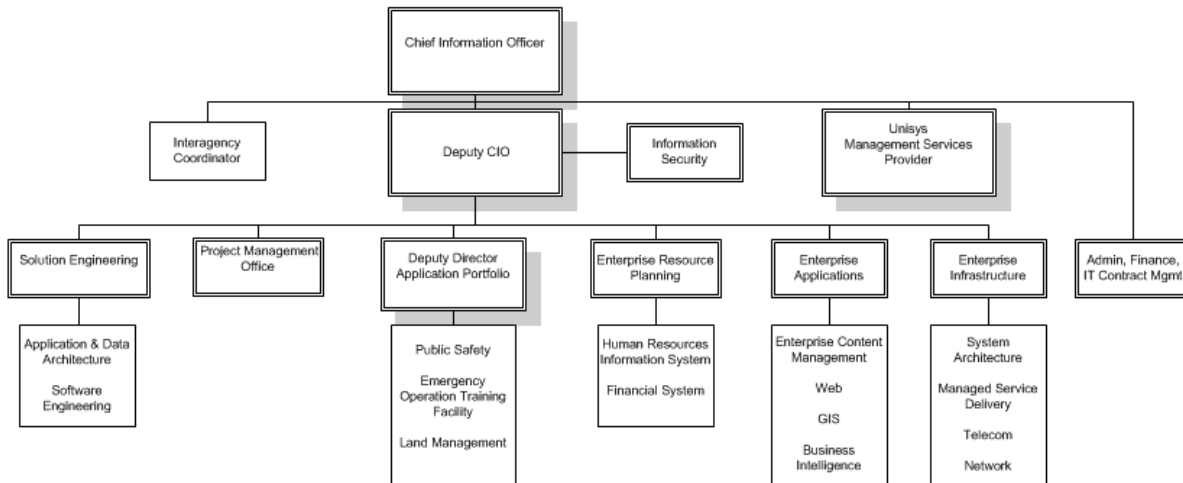 Chief Information Officer
Interagency
Coordinator
Deputy CIO
Information
Security
Unisys
Management Services
Provider
Solution Engineering
Project Management
Office
Deputy Director
Application Portfolio
Enterprise Resource
Planning
Enterprise
Applications
Enterprise
Infrastructure
Admin, Finance,
IT Contract Mgmt
Application & Data
Architecture
Software
Engineering
Public Safety
Emergency
Operation Training
Facility
Land Management
Human Resources
Information System
Financial System
Enterprise Content
Management
Web
GIS
Business
Intelligence
System
Architecture
Managed Service
Delivery
Telecom
Network